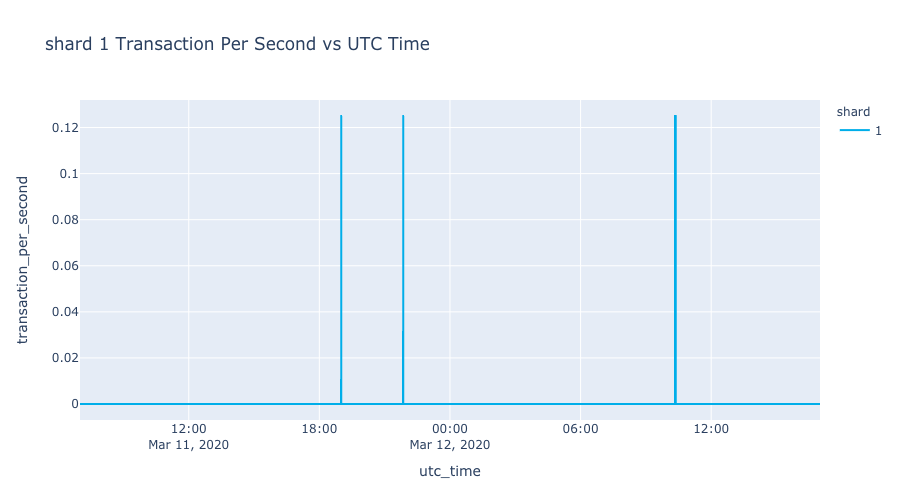 shard 1 Transaction Per Second vs UTC Time
shard
1
transaction_per_second
0.12
0.1
0.08
0.06
0.04
0.02
0
12:00
Mar 11, 2020
18:00
00:00
Mar 12, 2020
06:00
12:00
utc_time